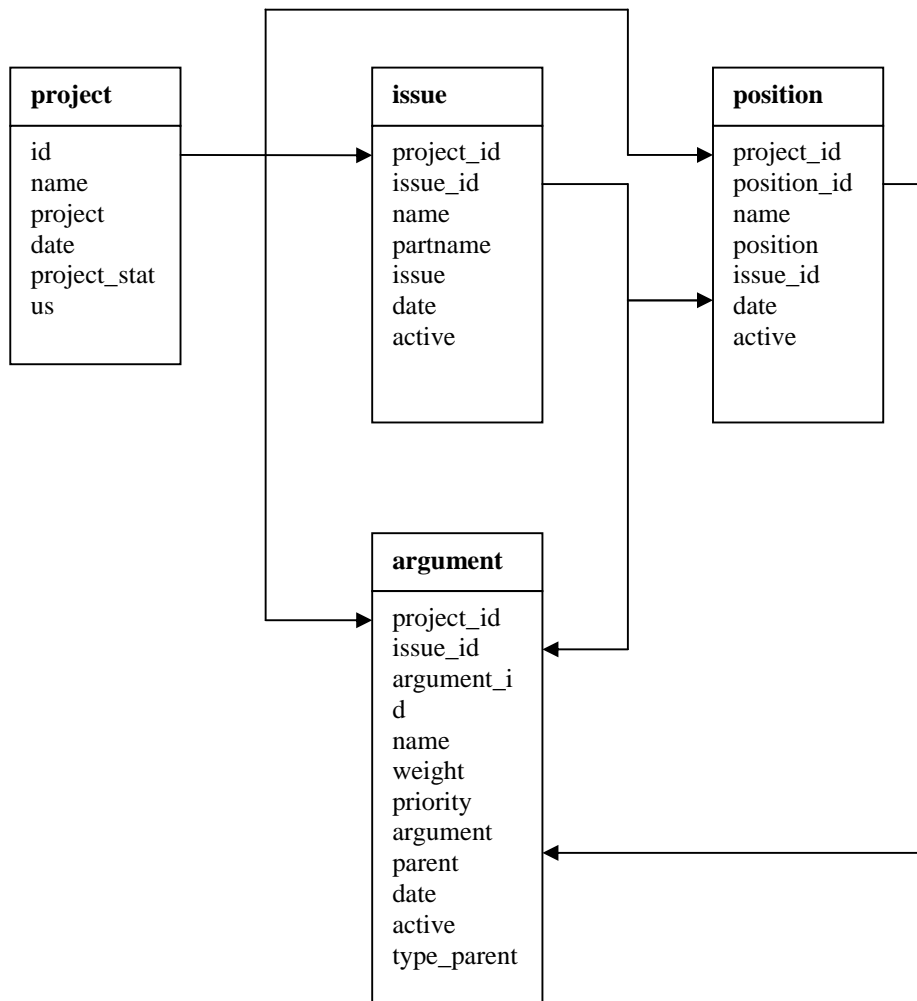 project
id
name
project
date
project_stat
us
issue
project_id
issue_id
name
partname
issue
date
active
position
project_id
position_id
name
position
issue_id
date
active
argument
project_id
issue_id
argument_i
d
name
weight
priority
argument
parent
date
active
type_parent